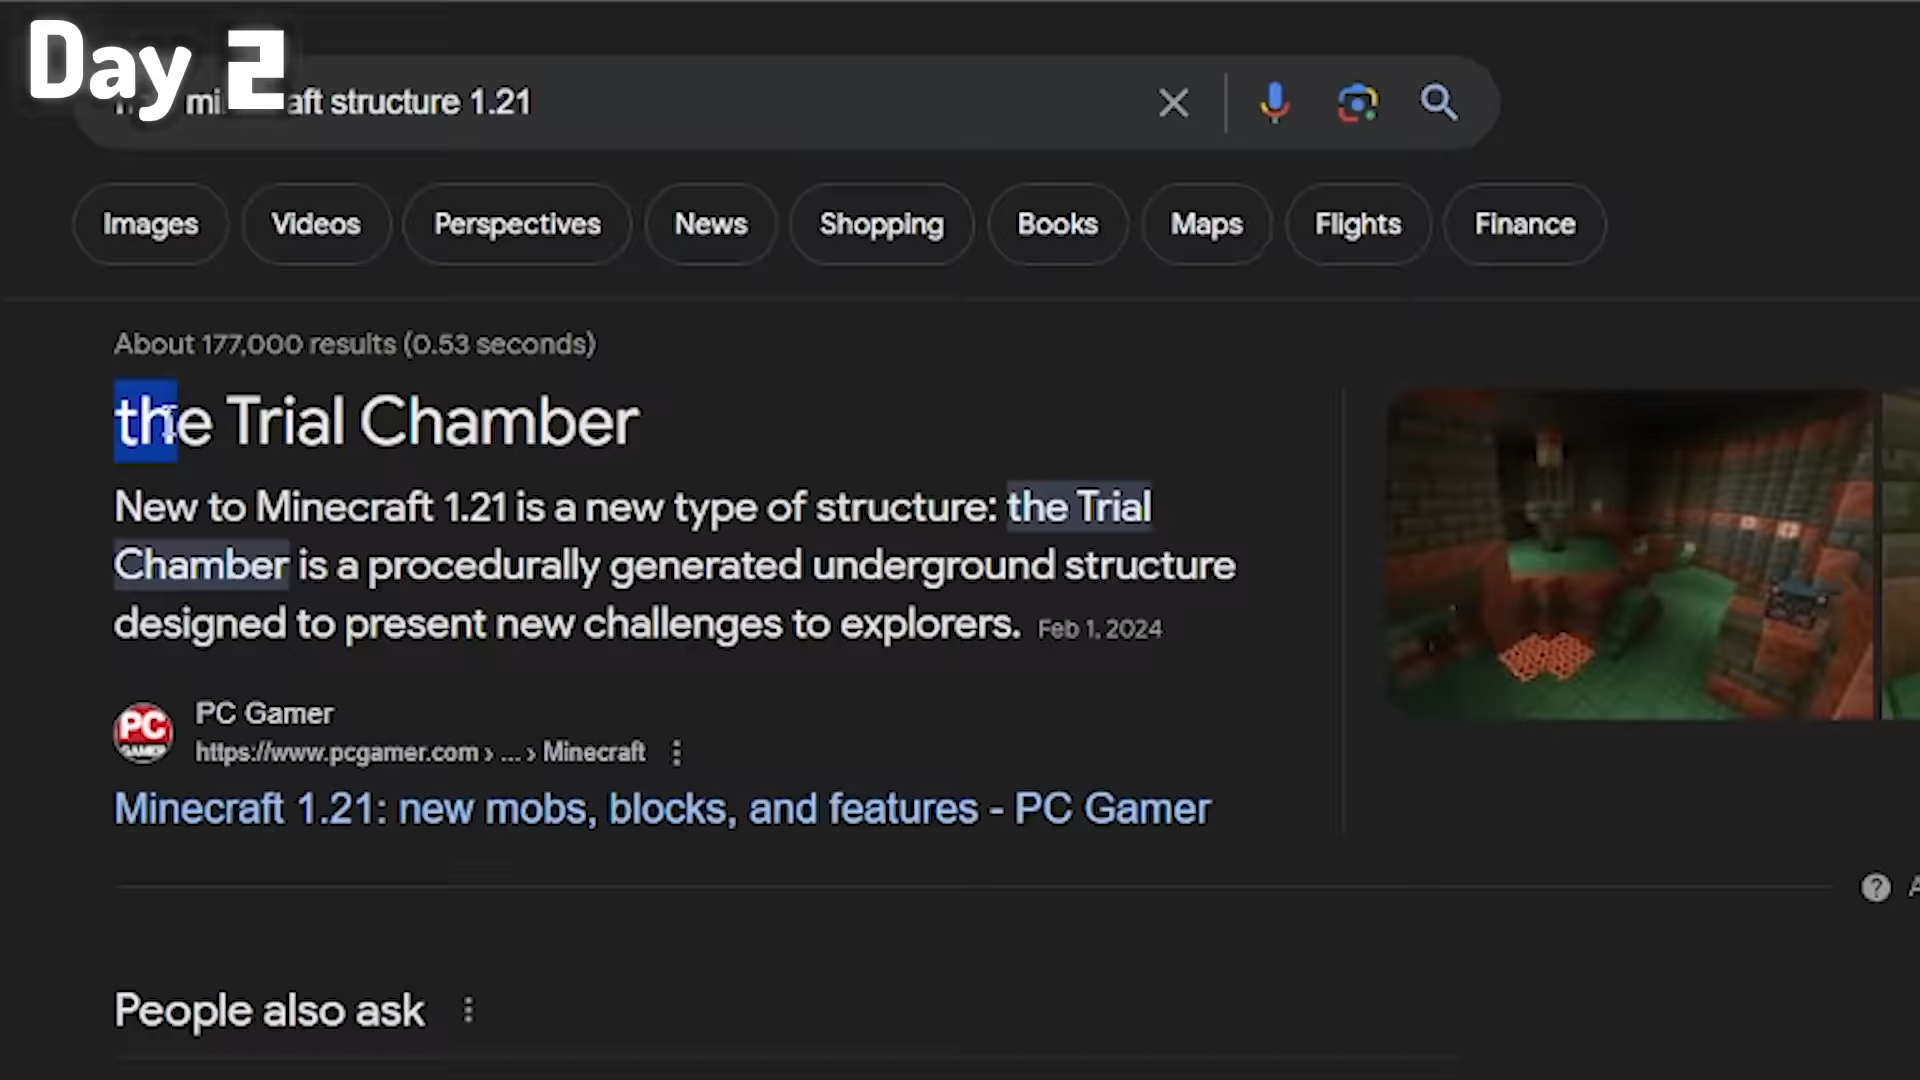 Day 2
aft structure 1.21
Images
Videos
Perspectives
News
Shopping
Books
Maps
Flights
Finance
About 177,000 results (0.53 seconds)
the Trial Chamber
New to Minecraft 1.21 is a new type of structure: the Trial
Chamber is a procedurally generated underground structure
designed to present new challenges to explorers. Feb 1, 2024
PC
GAMER
PC Gamer
https://www.pcgamer.com › ... › Minecraft
Minecraft 1.21: new mobs, blocks, and features - PC Gamer
People also ask